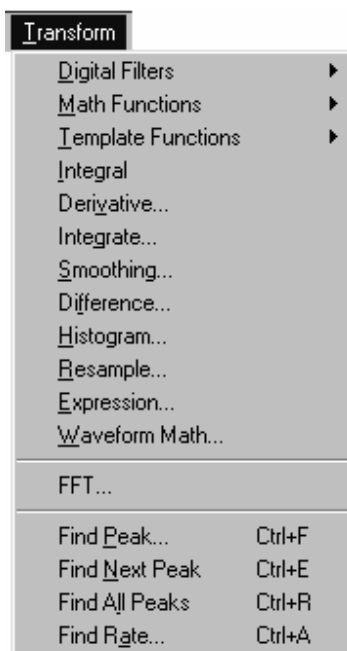 Transform
Digital Filters
Math Functions
Template Functions
Integral
Derivative...
Integrate...
Smoothing...
Difference...
Histogram...
Resample...
Expression...
Waveform Math...
FFT...
Find Peak... Ctrl+F
Find Next Peak Ctrl+E
Find All Peaks Ctrl+R
Find Rate... Ctrl+A